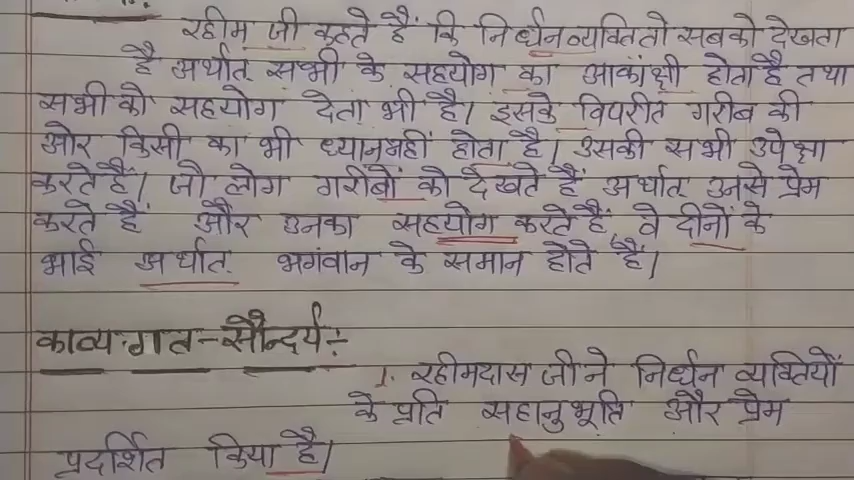 रहीम जी कहते हैं कि निर्धन व्यक्ति तो सबको देखता
है अर्थात् सभी के सहयोग का आकांक्षी होता है तथा
सभी को सहयोग देता भी है। इसके विपरीत गरीब की
ओर किसी का भी ध्यान नहीं होता है। उसकी सभी उपेक्षा
करते हैं। जो लोग गरीबों को देखते हैं अर्थात् उनसे प्रेम
करते हैं और उनका सहयोग करते हैं, वे दीनों के
भाई अर्थात् भगवान के समान होते हैं।
काव्य-गत-सौन्दर्य:-
1. रहीमदास जी ने निर्धन व्यक्तियों
के प्रति सहानुभूति और प्रेम
प्रदर्शित किया है।